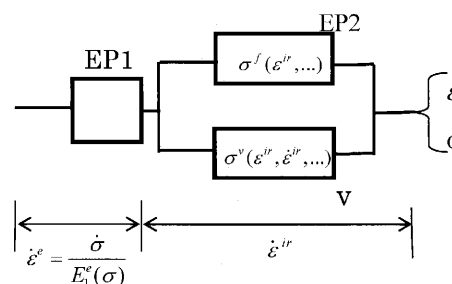 EP1
EP2
σ^f(ε^{ir},...)
σ^v(ε^{ir},ε̇^{ir},...)
V
ε̇^e = σ̇ / E_1^e(σ)
ε̇^{ir}